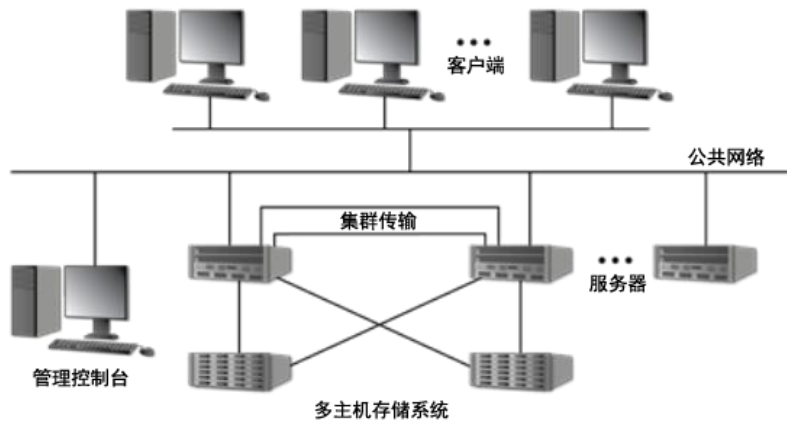 客户端
公共网络
集群传输
服务器
管理控制台
多主机存储系统